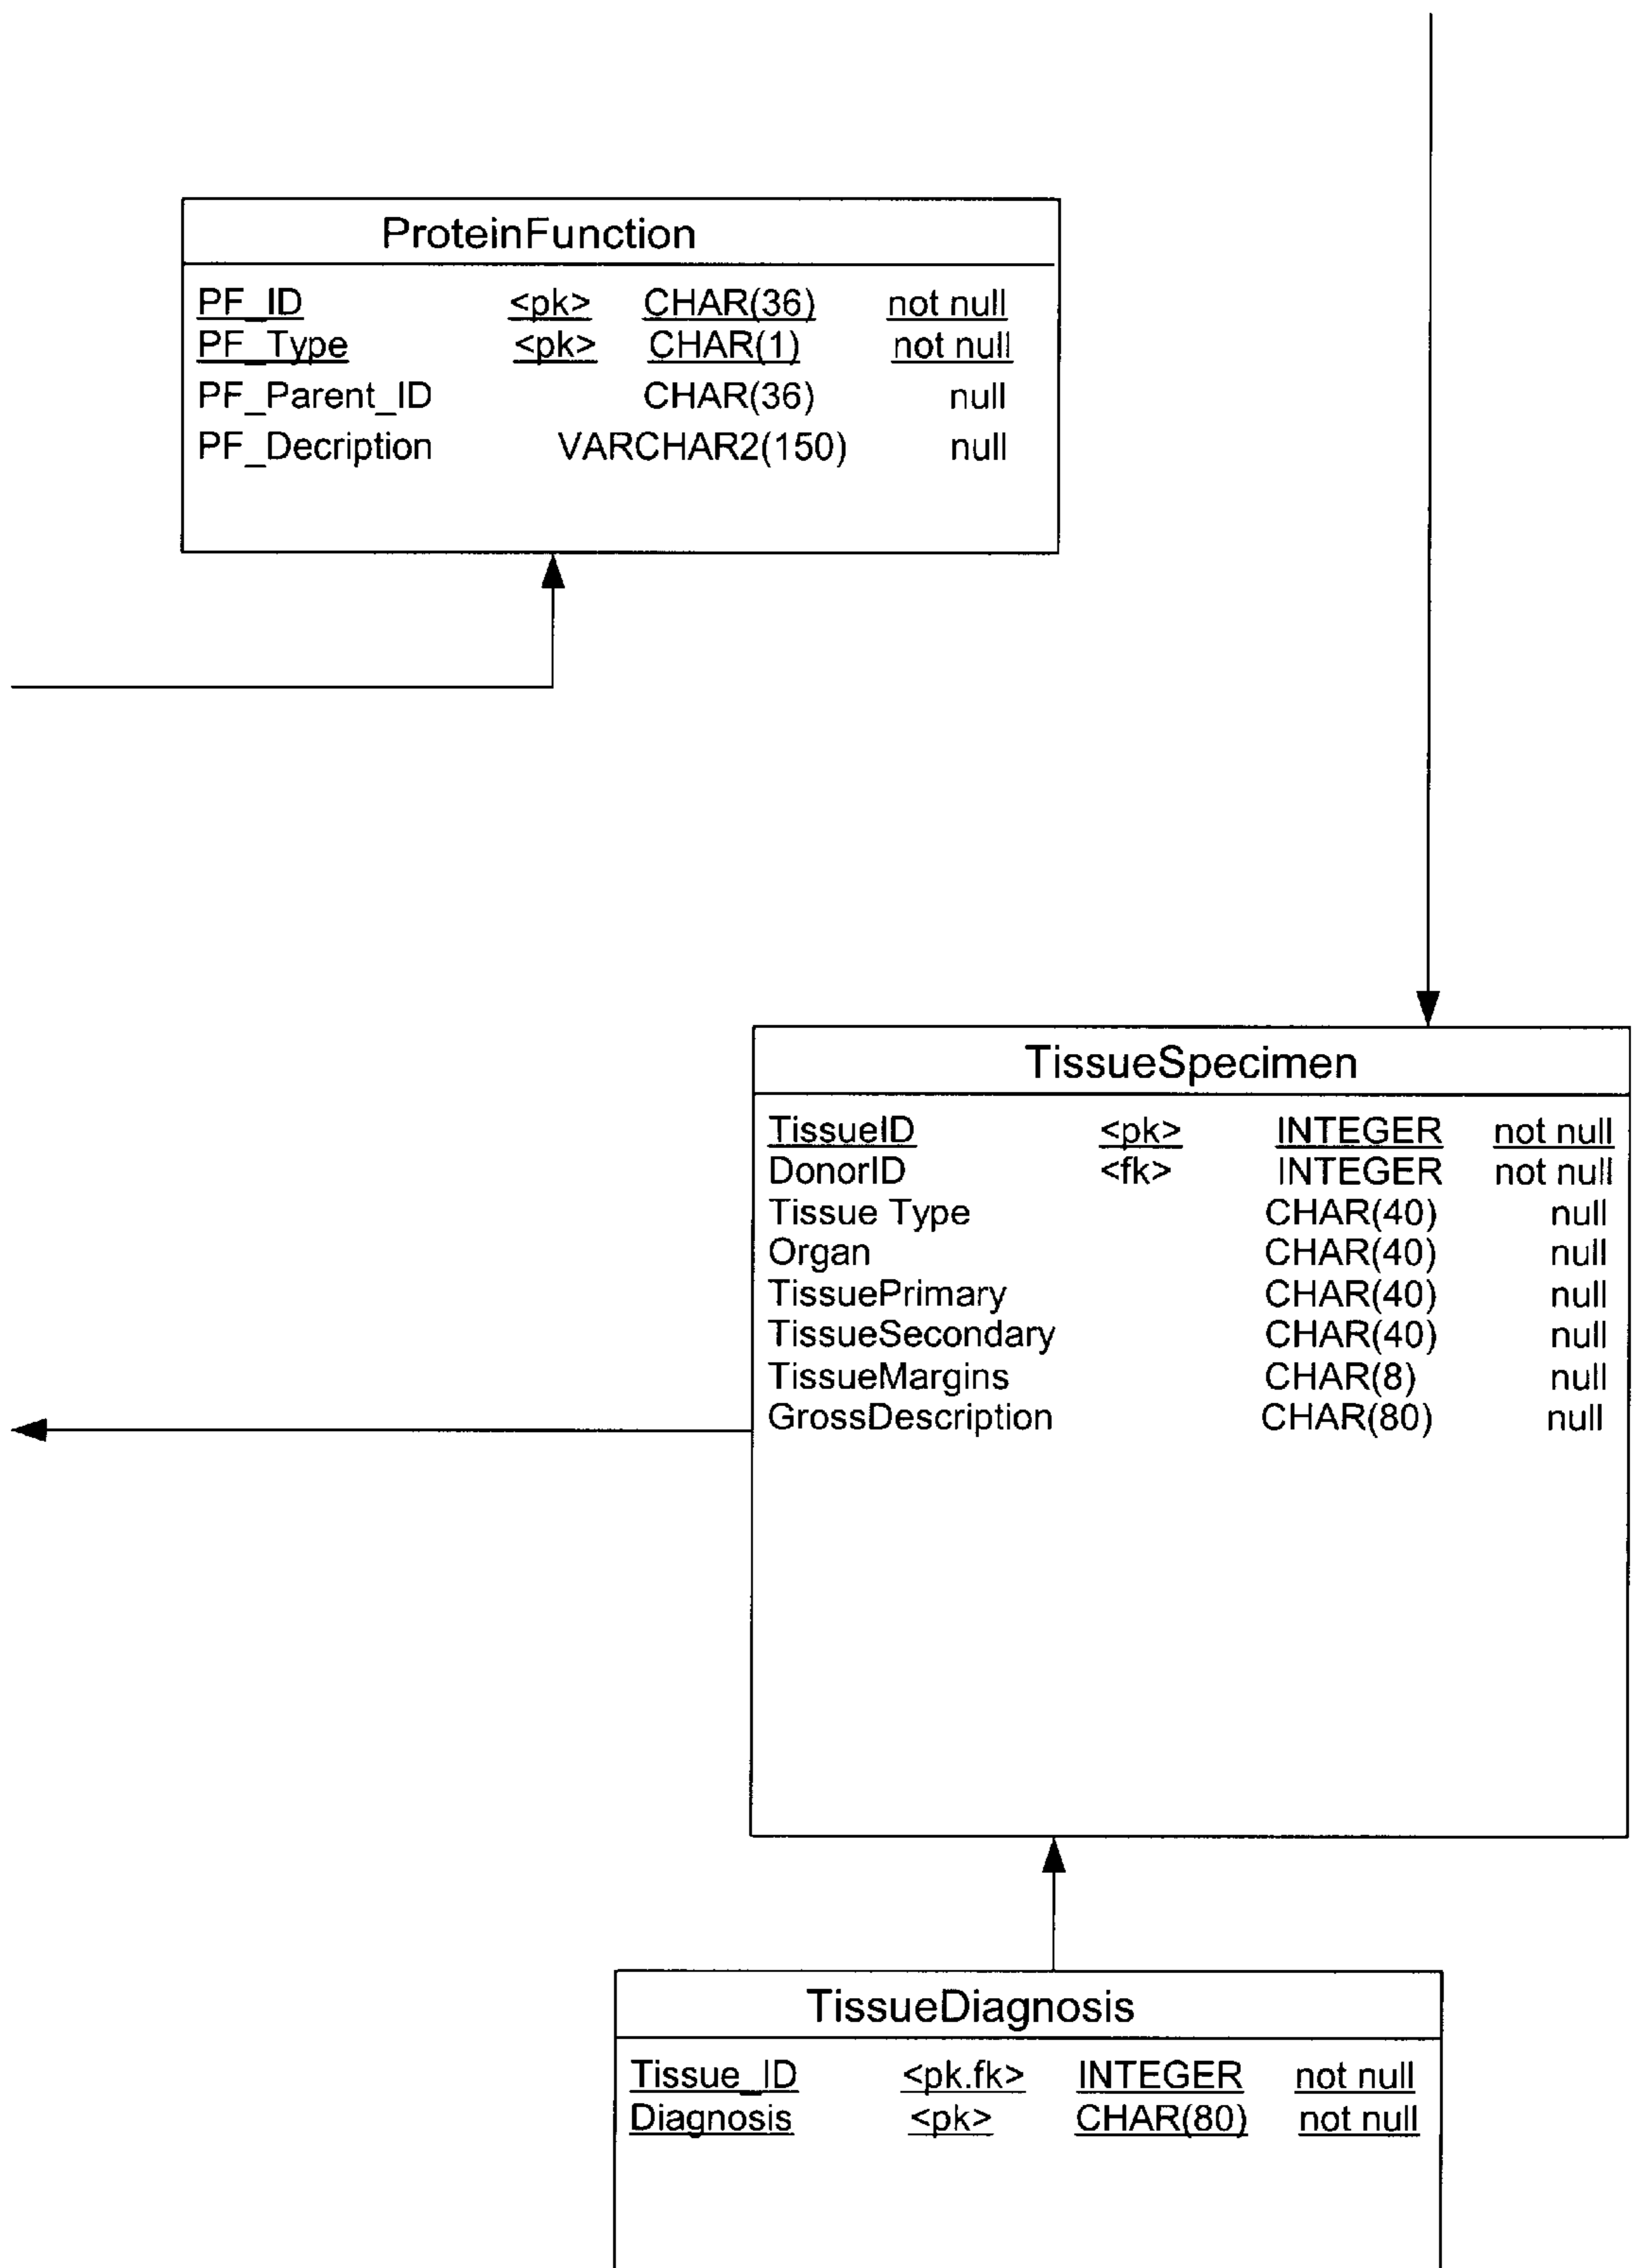 ProteinFunction
PF_ID <pk> CHAR(36) not null
PF_Type <pk> CHAR(1) not null
PF_Parent_ID CHAR(36) null
PF_Decription VARCHAR2(150) null
TissueSpecimen
TissueID <pk> INTEGER not null
DonorID <fk> INTEGER not null
Tissue Type CHAR(40) null
Organ CHAR(40) null
TissuePrimary CHAR(40) null
TissueSecondary CHAR(40) null
TissueMargins CHAR(8) null
GrossDescription CHAR(80) null
TissueDiagnosis
Tissue_ID <pk.fk> INTEGER not null
Diagnosis <pk> CHAR(80) not null